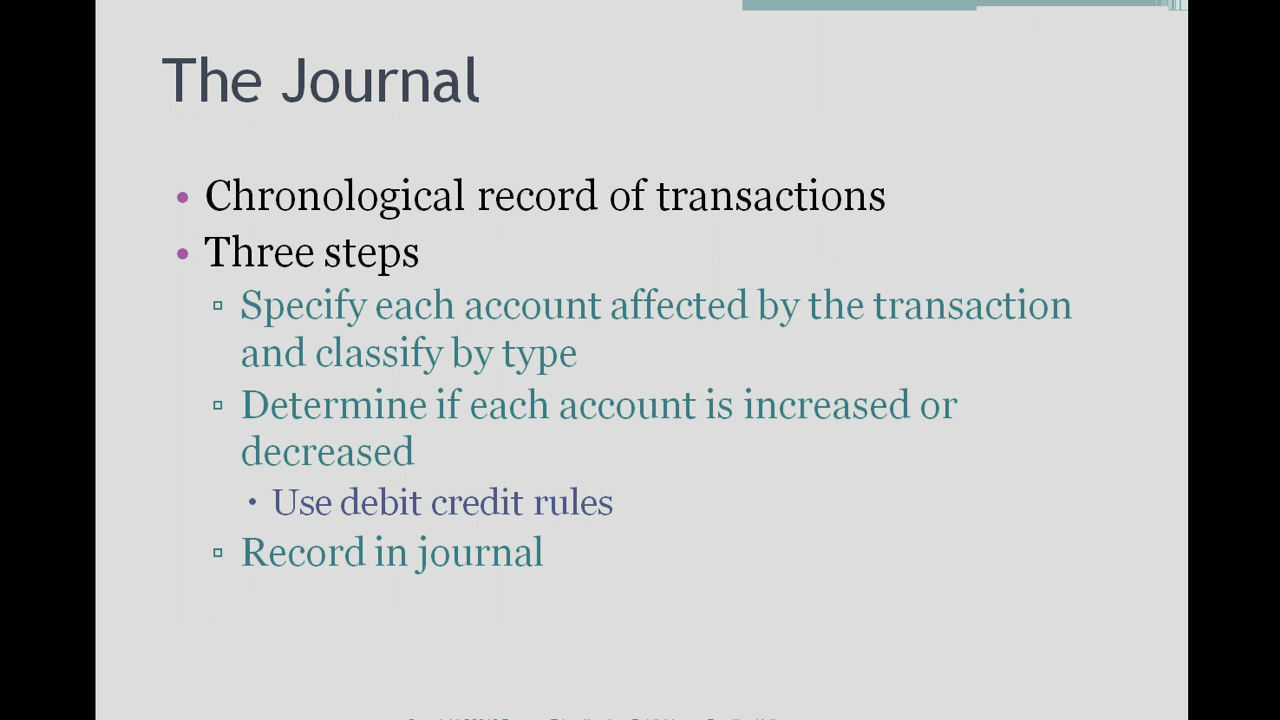 The Journal
• Chronological record of transactions
• Three steps
▫ Specify each account affected by the transaction
and classify by type
▫ Determine if each account is increased or
decreased
▪ Use debit credit rules
▫ Record in journal